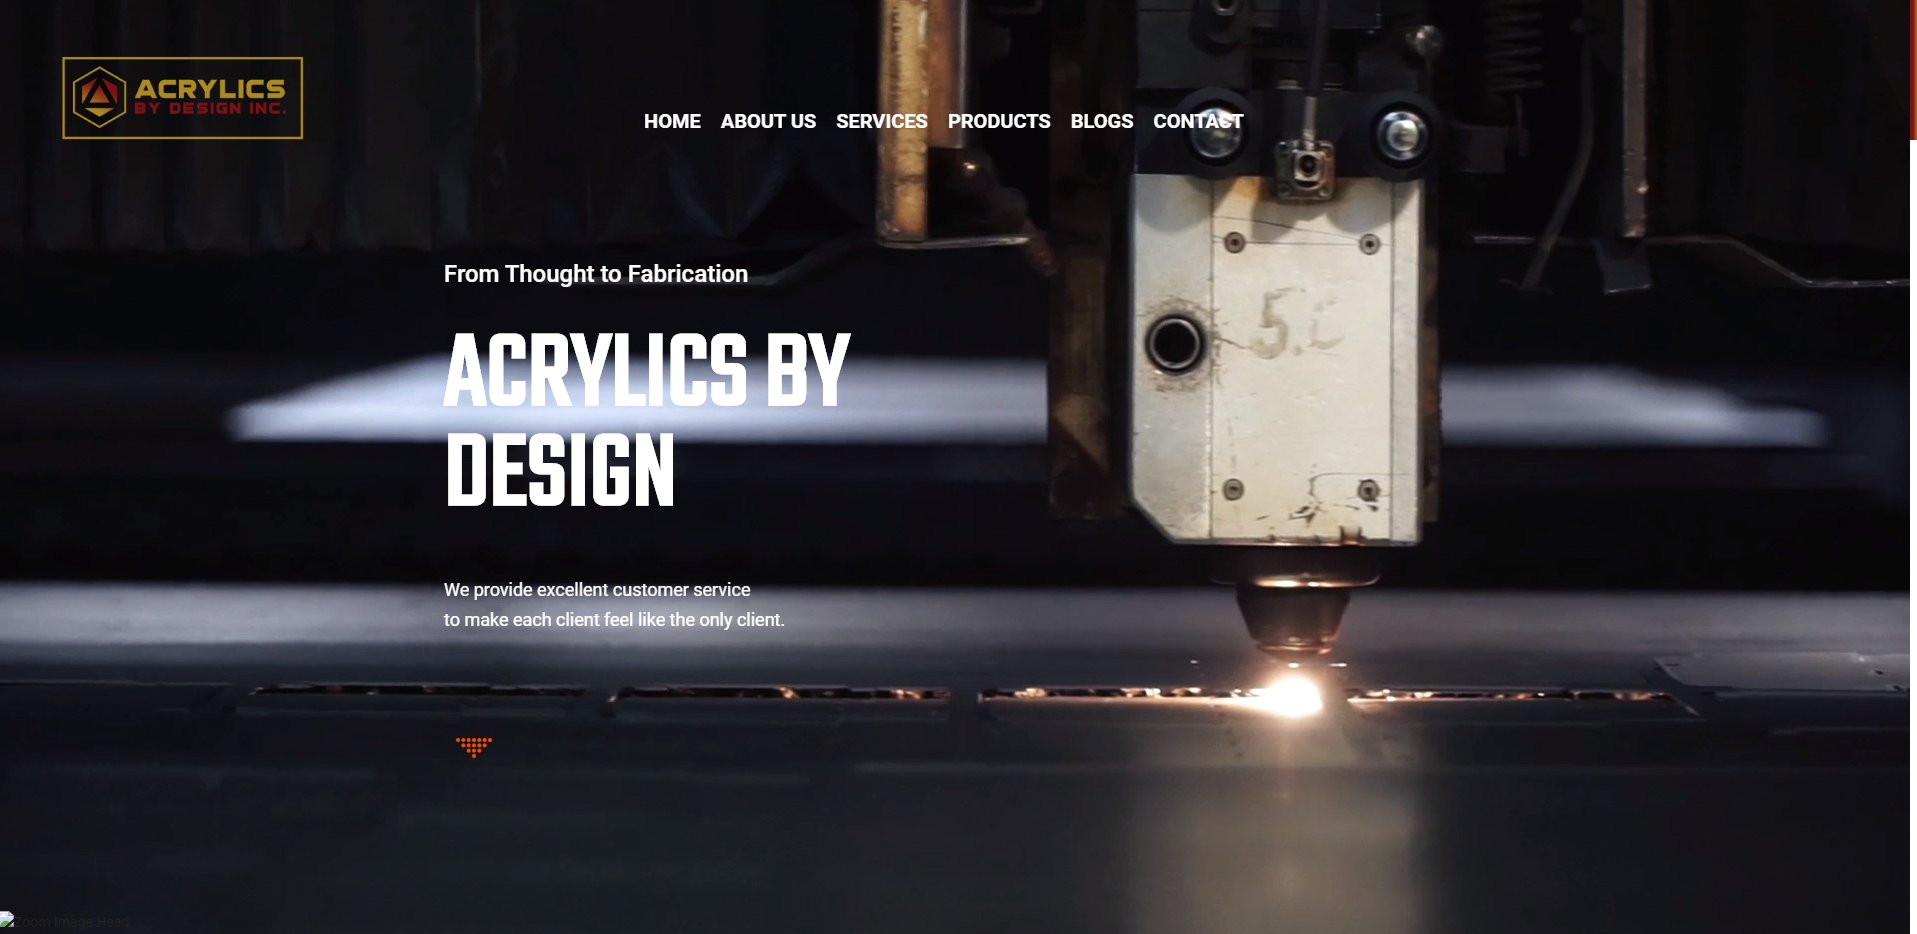 ACRYLICS
BY DESIGN INC.
HOME ABOUT US SERVICES PRODUCTS BLOGS CONTACT
5.C
From Thought to Fabrication
ACRYLICS BY
DESIGN
We provide excellent customer service
to make each client feel like the only client.
Zoom Image Head